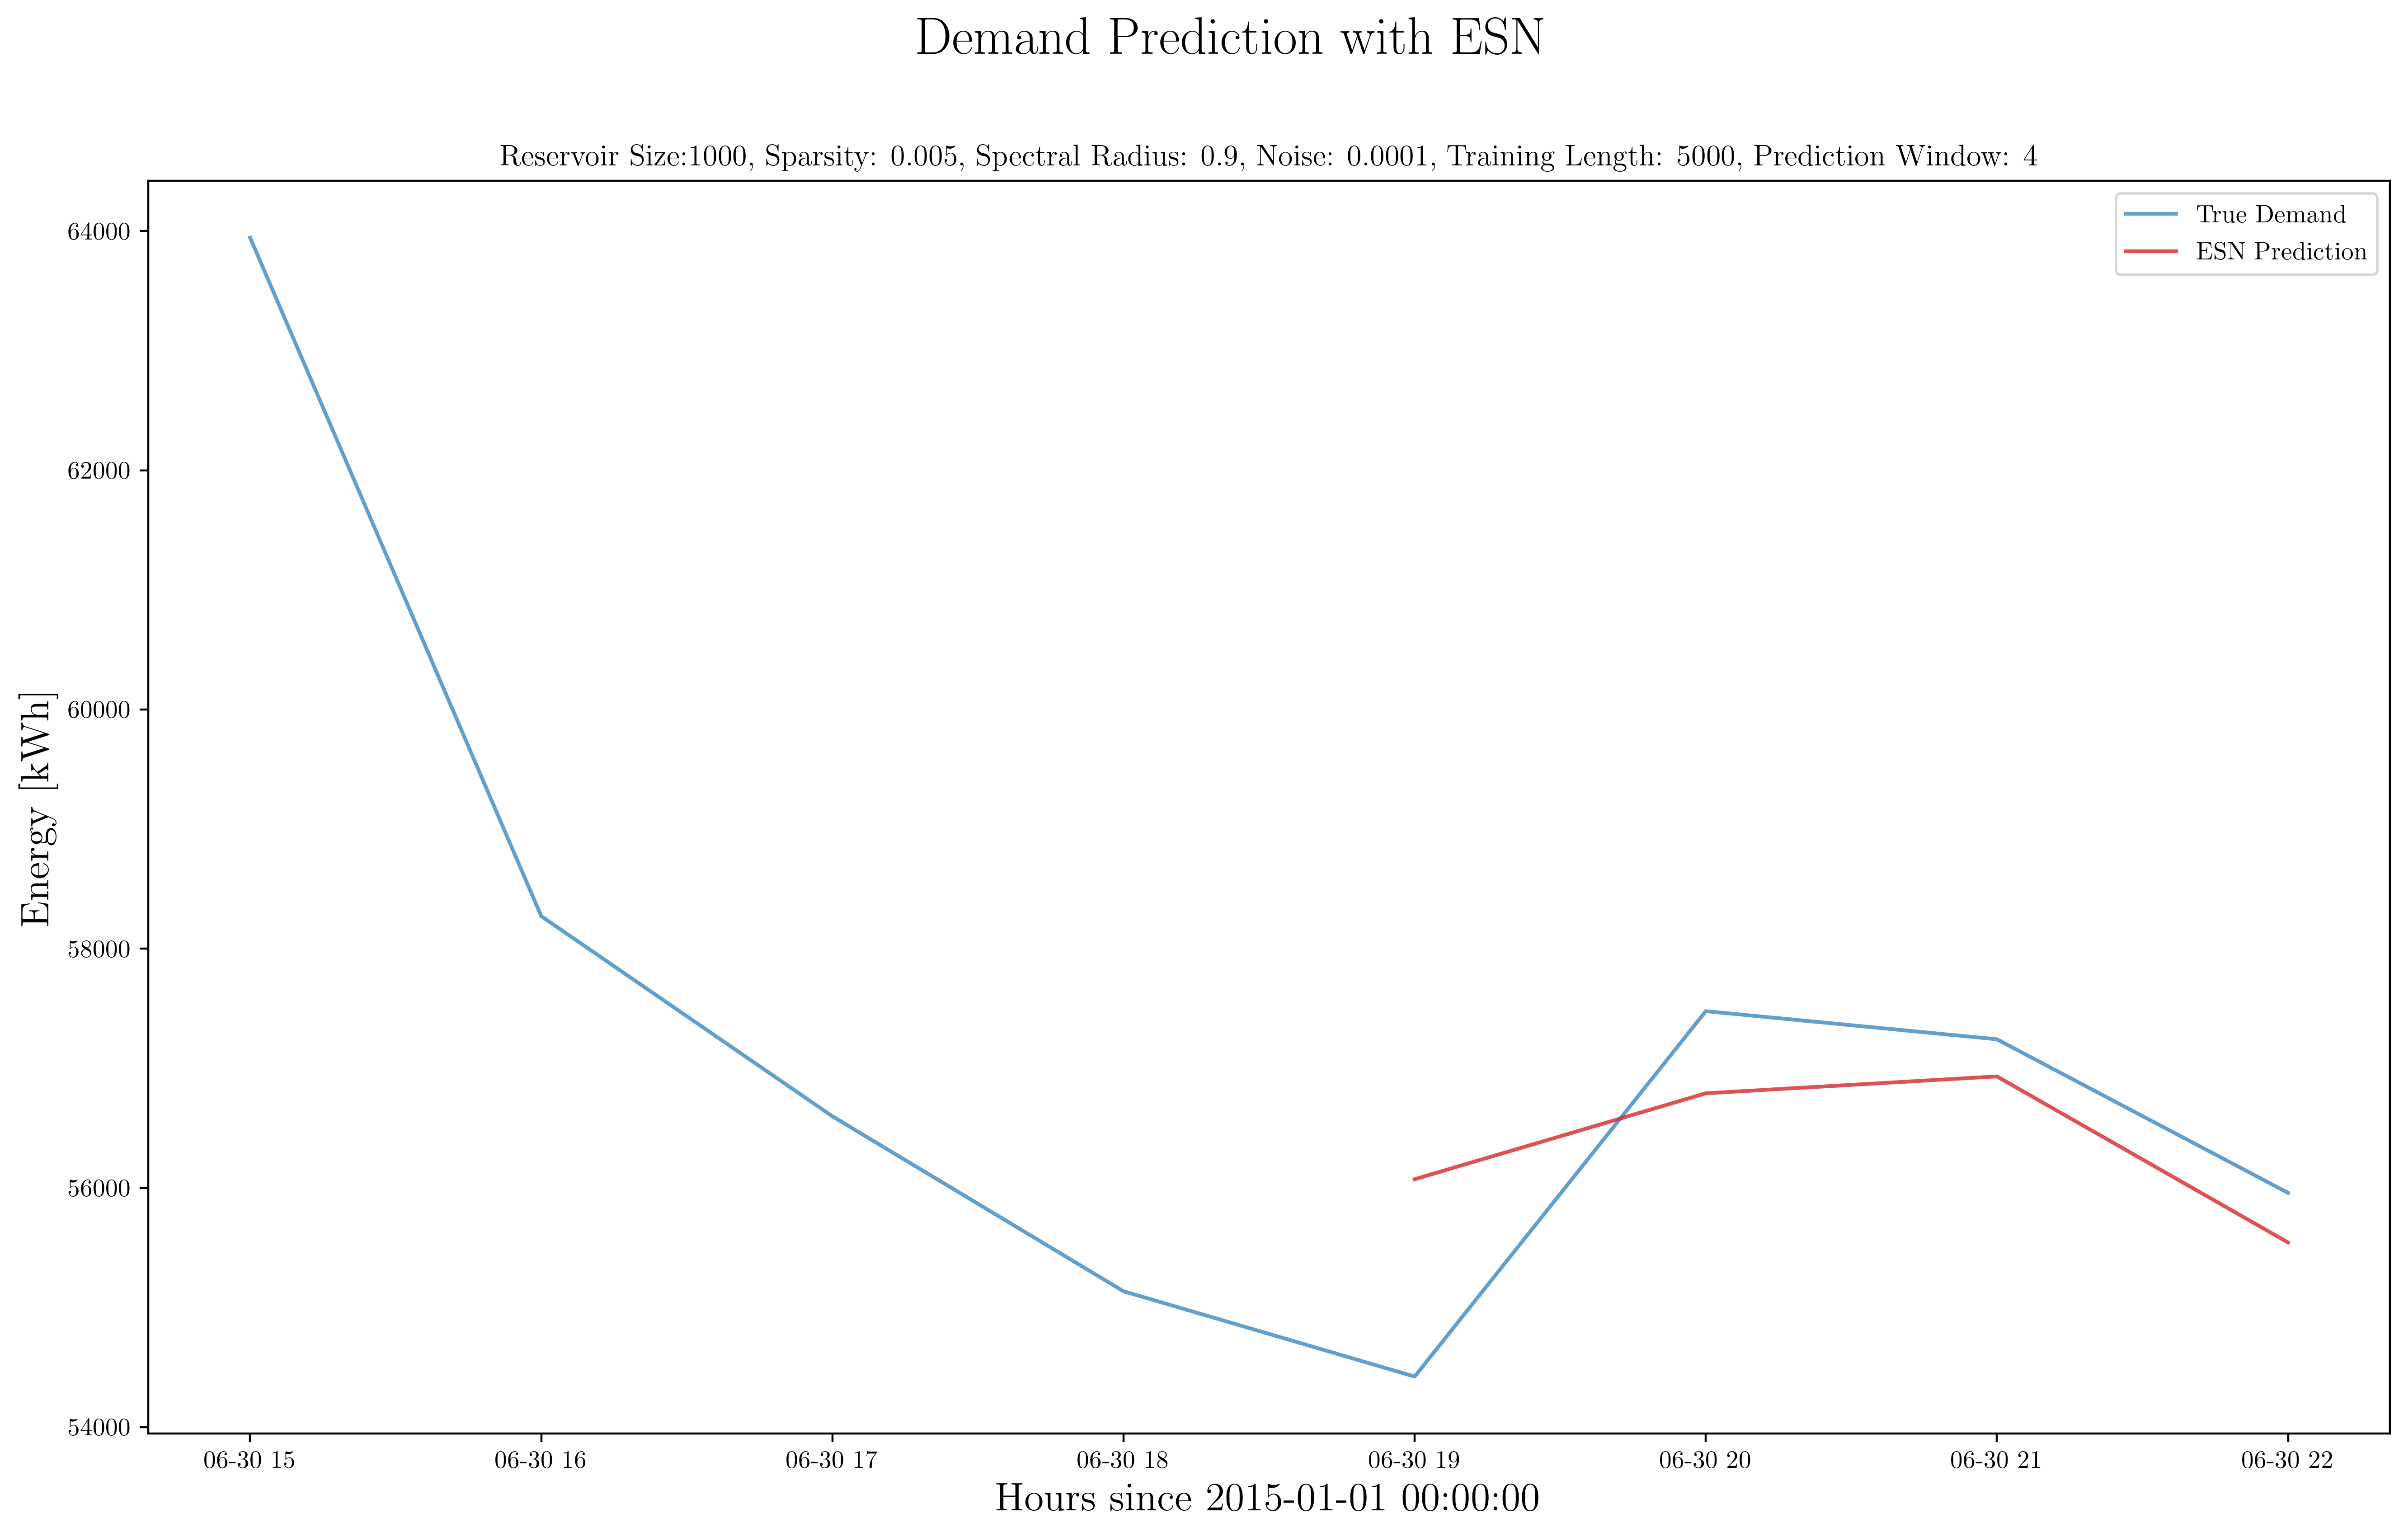 Demand Prediction with ESN
Reservoir Size:1000, Sparsity: 0.005, Spectral Radius: 0.9, Noise: 0.0001, Training Length: 5000, Prediction Window: 4
True Demand
ESN Prediction
Energy [kWh]
64000
62000
60000
58000
56000
54000
06-30 15
06-30 16
06-30 17
06-30 18
06-30 19
06-30 20
06-30 21
06-30 22
Hours since 2015-01-01 00:00:00